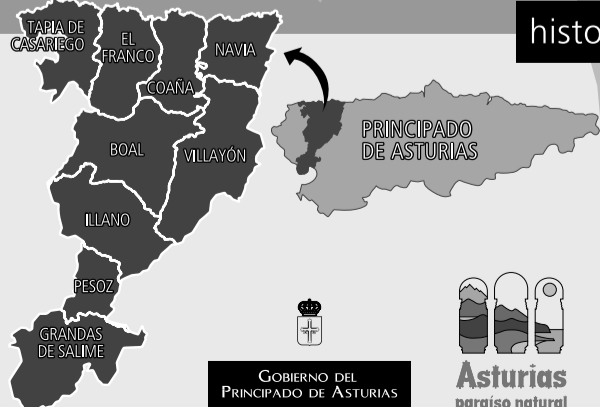 histo
TAPIA DE
CASARIEGO
EL
FRANCO
COAÑA
NAVIA
BOAL
VILLAYÓN
ILLANO
PESOZ
GRANDAS
DE SALIME
PRINCIPADO
DE ASTURIAS
GOBIERNO DEL
PRINCIPADO DE ASTURIAS
Asturias
paraíso natural